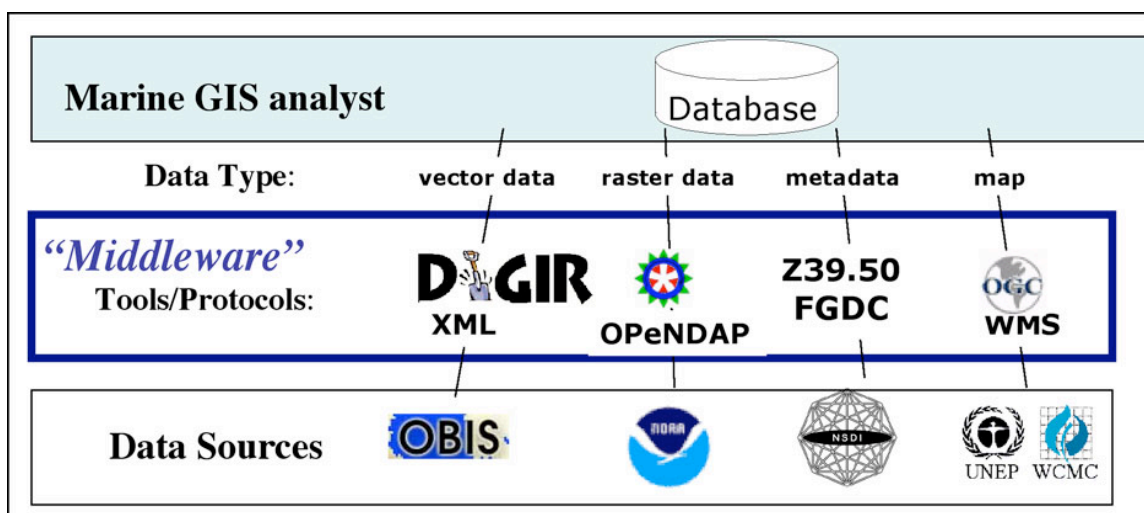 Marine GIS analyst
Database
Data Type:
vector data
raster data
metadata
map
“Middleware”
Tools/Protocols:
DiGIR
XML
OPeNDAP
Z39.50
FGDC
OGC
WMS
Data Sources
OBIS
NOAA
NSDI
UNEP
WCMC